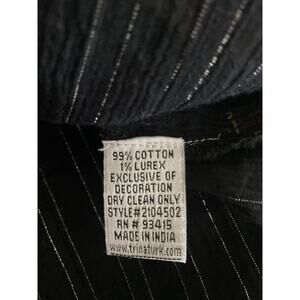 99% COTTON
1% LUREX
EXCLUSIVE OF
DECORATION
DRY CLEAN ONLY
STYLE#2104502
RN # 93415
MADE IN INDIA
www.trinaturk.com